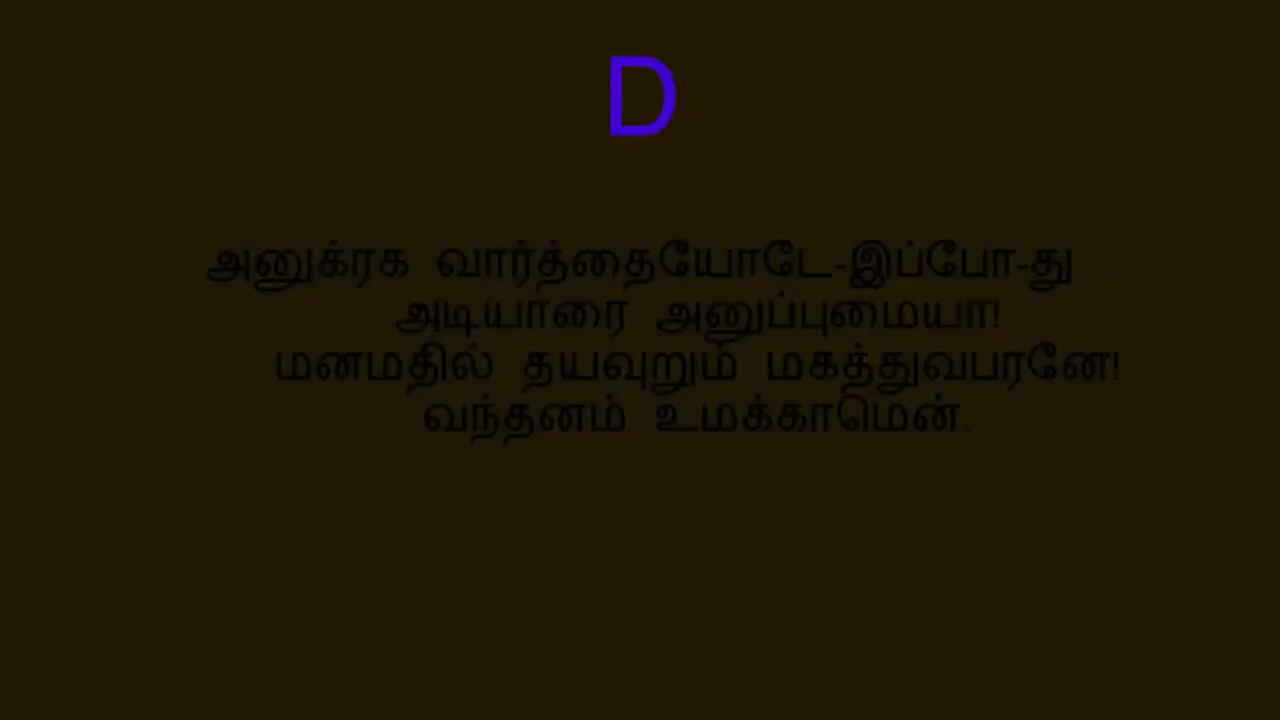 D
அனுக்ரக வார்த்தையோடே-இப்போ-து
அடியாரை அனுப்புமையா!
மனமதில் தயவுறும் மகத்துவபரனே!
வந்தனம் உமக்காமென்.